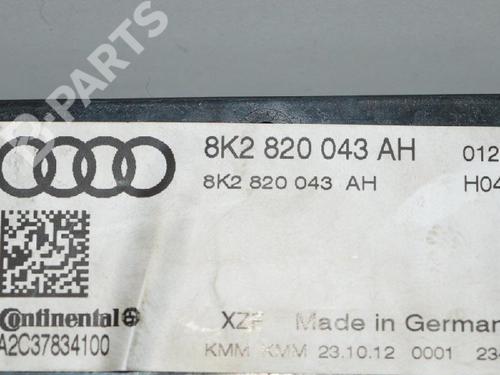 B-PARTS
8K2 820 043 AH 012
8K2 820 043 AH H04
Continental
A2C37834100
XZF Made in German
KMM KMM 23.10.12 0001 234